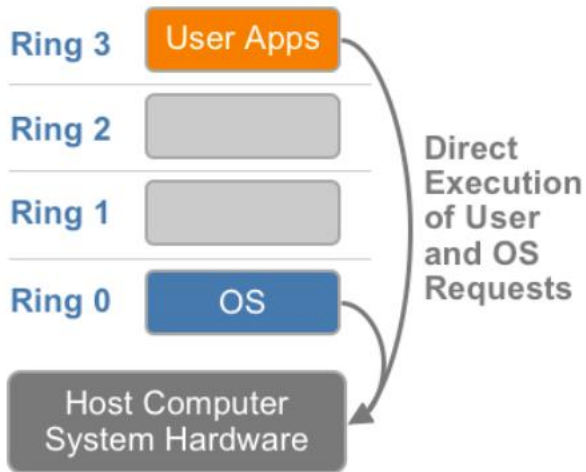 Ring 3
User Apps
Ring 2
Ring 1
Ring 0
OS
Direct
Execution
of User
and OS
Requests
Host Computer
System Hardware